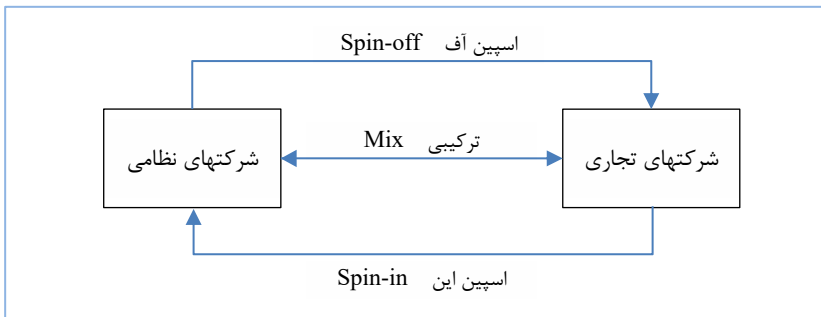 اسپین آف Spin-off
شرکتهای تجاری
ترکیبی Mix
شرکتهای نظامی
اسپین این Spin-in